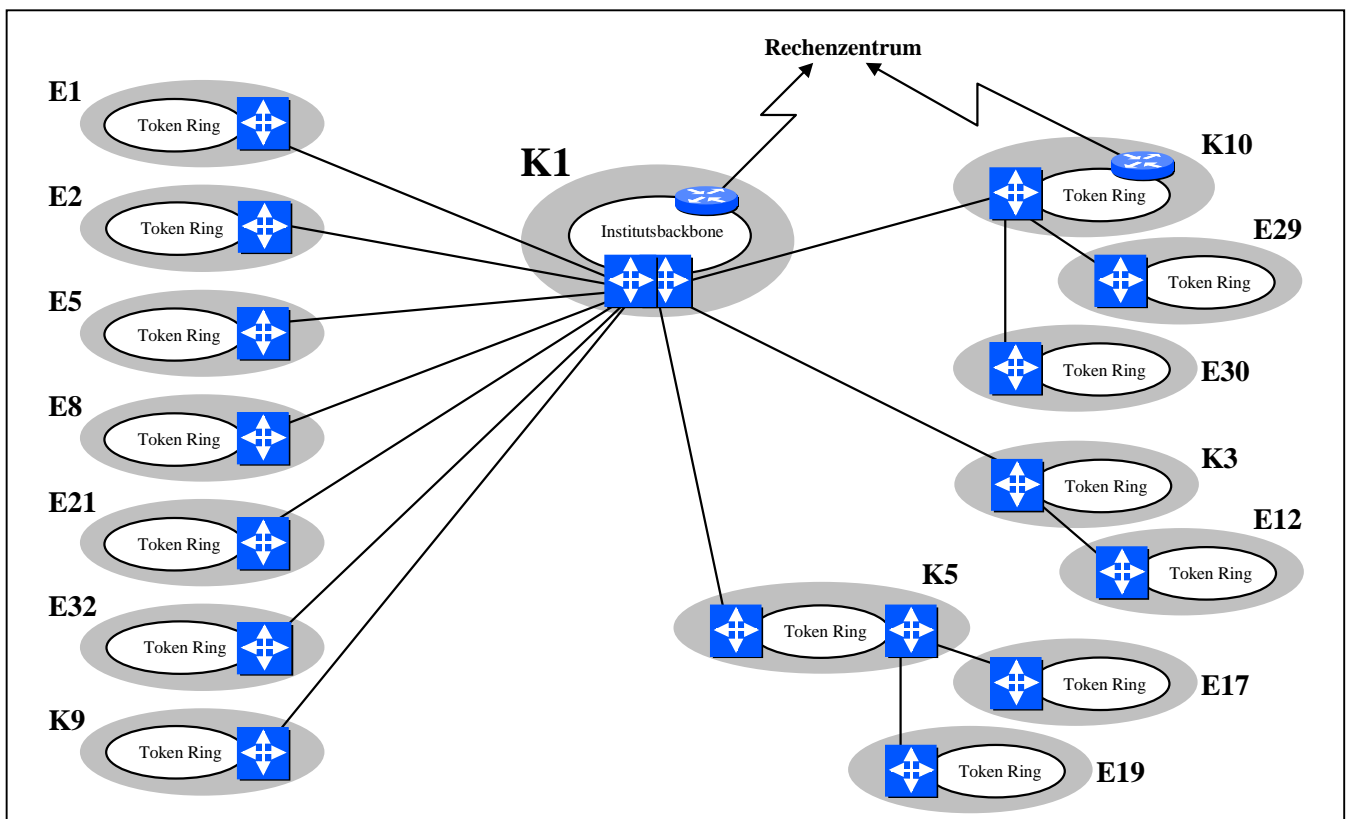 Rechenzentrum
E1
Token Ring
K1
K10
Token Ring
E2
Token Ring
Institutsbackbone
E29
Token Ring
E5
Token Ring
Token Ring
E30
E8
Token Ring
K3
Token Ring
E21
Token Ring
E12
Token Ring
E32
Token Ring
K5
Token Ring
Token Ring
E17
K9
Token Ring
Token Ring
E19